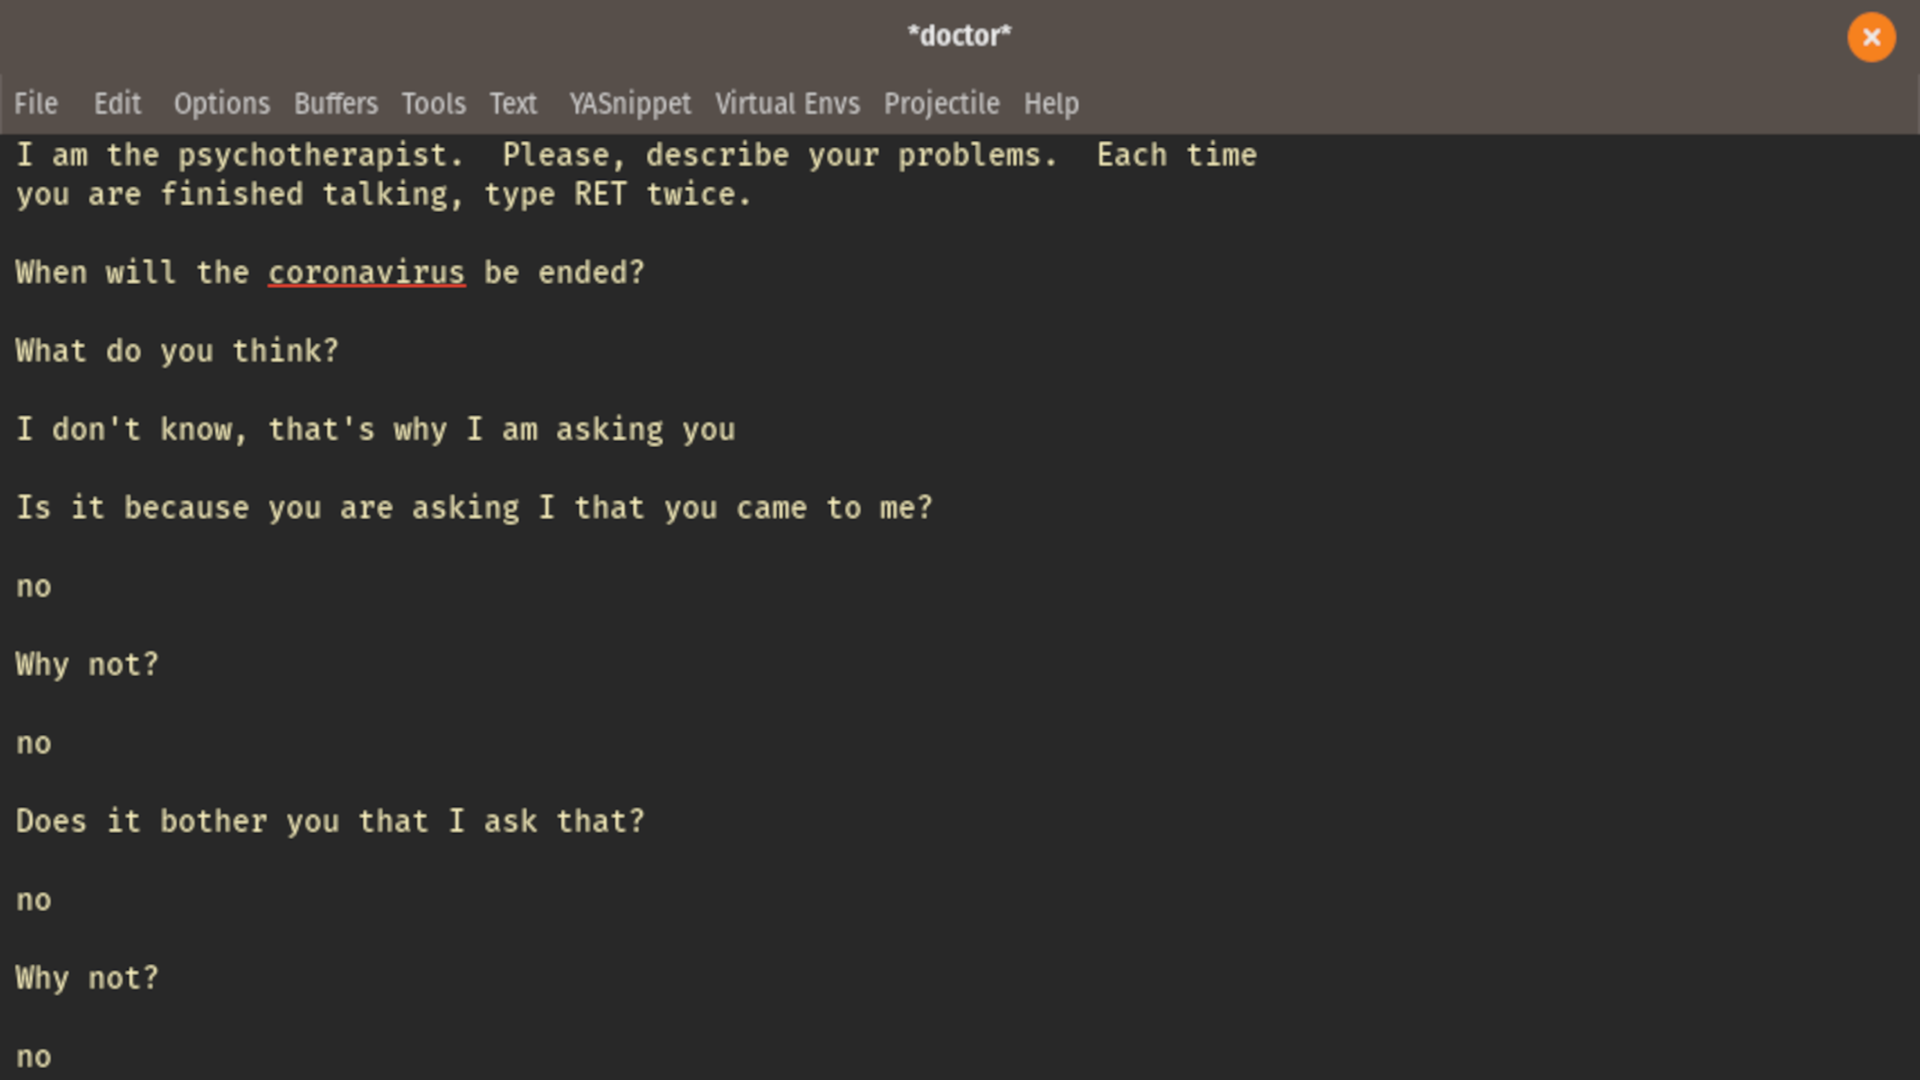 *doctor*
File Edit Options Buffers Tools Text YASnippet Virtual Envs Projectile Help
I am the psychotherapist.  Please, describe your problems.  Each time
you are finished talking, type RET twice.
When will the coronavirus be ended?
What do you think?
I don't know, that's why I am asking you
Is it because you are asking I that you came to me?
no
Why not?
no
Does it bother you that I ask that?
no
Why not?
no